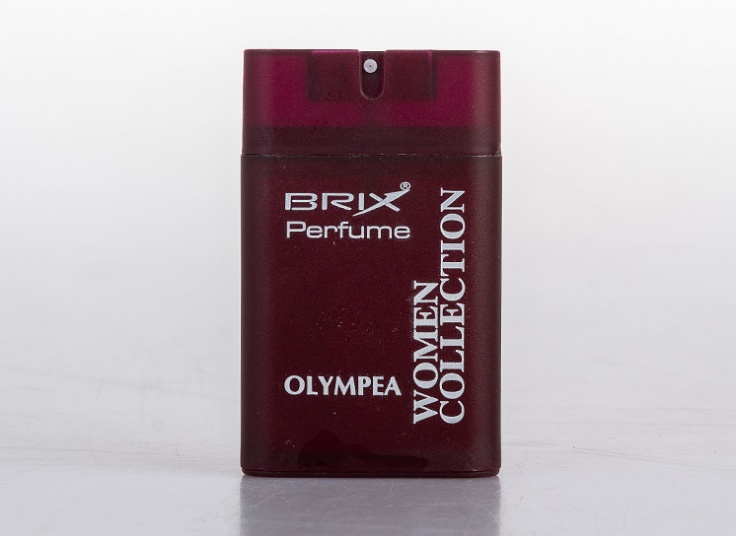 BRIX®
Perfume
OLYMPEA
WOMEN
COLLECTION